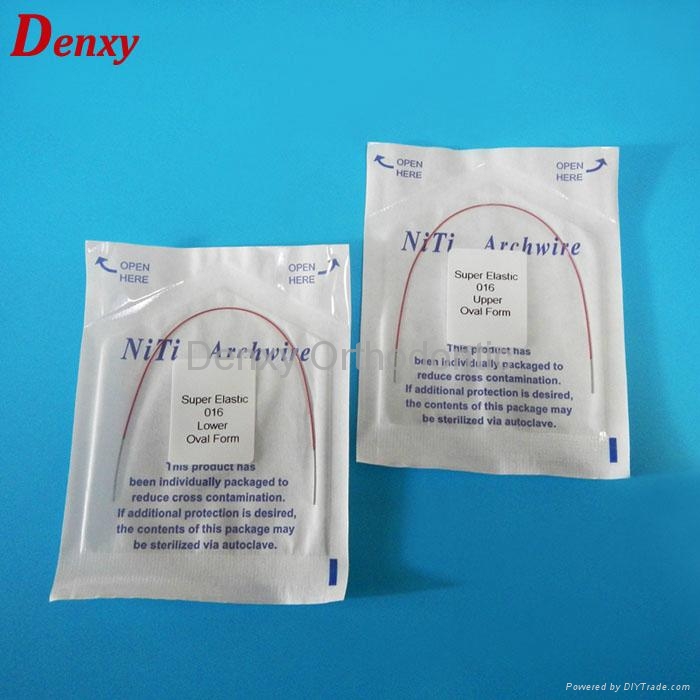 Denxy
OPEN
HERE
OPEN
HERE
NiTi Archwire
Super Elastic
016
Upper
Oval Form
This product has
been individually packaged to
reduce cross contamination.
If additional protection is desired,
the contents of this package may
be sterilized via autoclave.
OPEN
HERE
OPEN
HERE
NiTi Archwire
Super Elastic
016
Lower
Oval Form
This product has
been individually packaged to
reduce cross contamination.
If additional protection is desired,
the contents of this package may
be sterilized via autoclave.
Denxy
Powered by DIYTrade.com